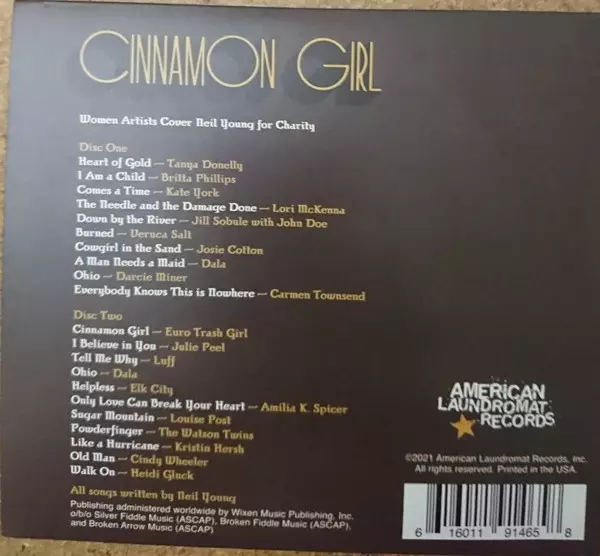 CINNAMON GIRL
Women Artists Cover Neil Young for Charity
Disc One
Heart of Gold — Tanya Donelly
I Am a Child — Britta Phillips
Comes a Time — Kate York
The Needle and the Damage Done — Lori McKenna
Down by the River — Jill Sobule with John Doe
Burned — Veruca Salt
Cowgirl in the Sand — Josie Cotton
A Man Needs a Maid — Dala
Ohio — Darcie Miner
Everybody Knows This is Nowhere — Carmen Townsend
Disc Two
Cinnamon Girl — Euro Trash Girl
I Believe in You — Julie Peel
Tell Me Why — Luff
Ohio — Dala
Helpless — Elk City
Only Love Can Break Your Heart — Amilia K. Spicer
Sugar Mountain — Louise Post
Powderfinger — The Watson Twins
Like a Hurricane — Kristin Hersh
Old Man — Cindy Wheeler
Walk On — Heidi Gluck
All songs written by Neil Young
Publishing administered worldwide by Wixen Music Publishing, Inc.
o/b/o Silver Fiddle Music (ASCAP), Broken Fiddle Music (ASCAP),
and Broken Arrow Music (ASCAP)
AMERICAN
LAUNDROMAT
RECORDS
©2021 American Laundromat Records, Inc.
All rights reserved. Printed in the USA.
6 16011 91465 8